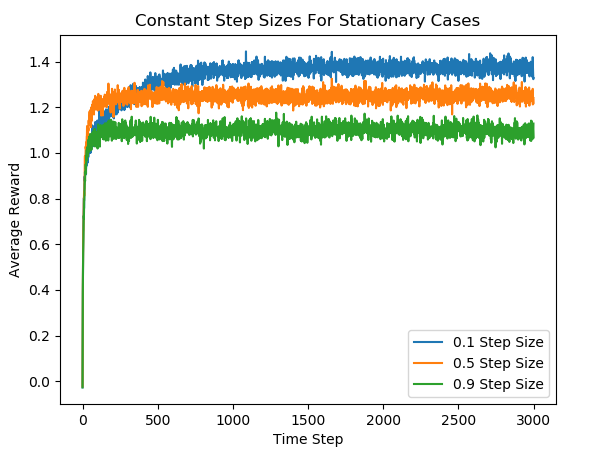 Constant Step Sizes For Stationary Cases
Average Reward
1.4
1.2
1.0
0.8
0.6
0.4
0.2
0.0
0.1 Step Size
0.5 Step Size
0.9 Step Size
0 500 1000 1500 2000 2500 3000
Time Step